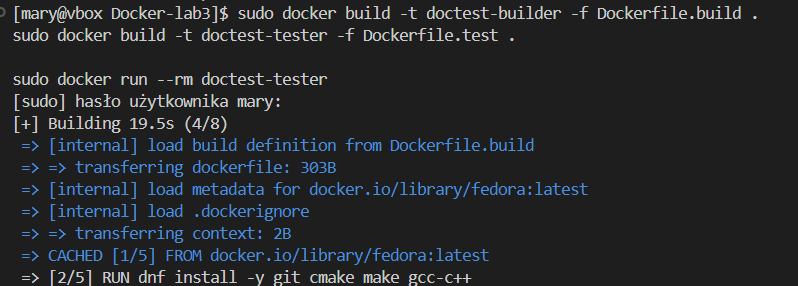 [mary@vbox Docker-lab3]$ sudo docker build -t doctest-builder -f Dockerfile.build .
sudo docker build -t doctest-tester -f Dockerfile.test .
sudo docker run --rm doctest-tester
[sudo] hasło użytkownika mary:
[+] Building 19.5s (4/8)
=> [internal] load build definition from Dockerfile.build
=> => transferring dockerfile: 303B
=> [internal] load metadata for docker.io/library/fedora:latest
=> [internal] load .dockerignore
=> => transferring context: 2B
=> CACHED [1/5] FROM docker.io/library/fedora:latest
=> [2/5] RUN dnf install -y git cmake make gcc-c++